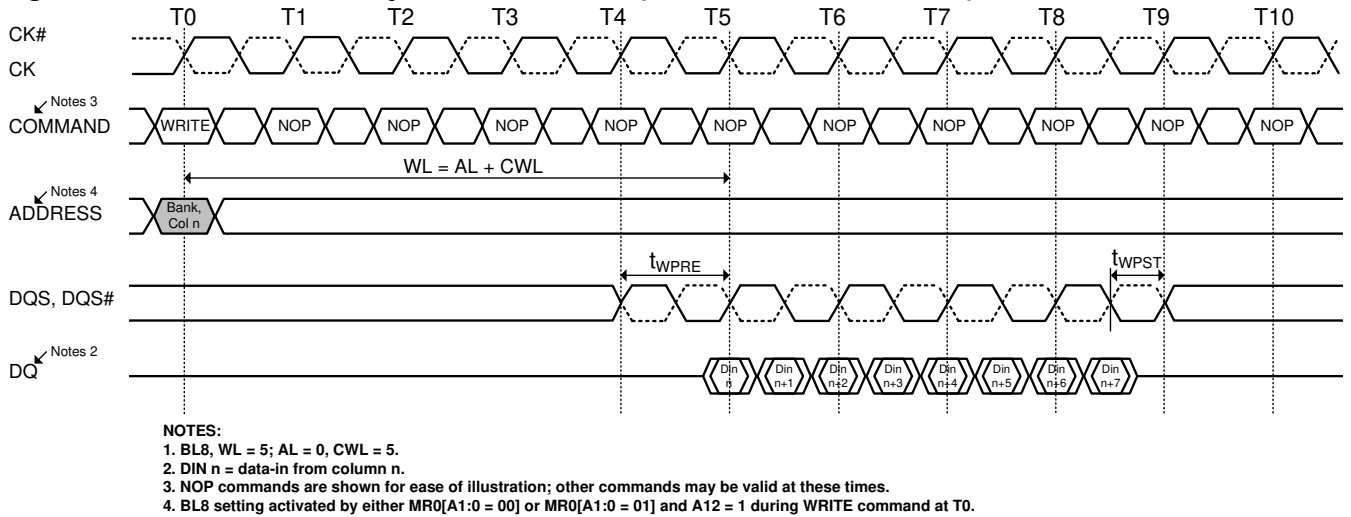 T0 T1 T2 T3 T4 T5 T6 T7 T8 T9 T10
CK#
CK
Notes 3
COMMAND
WRITE NOP NOP NOP NOP NOP NOP NOP NOP NOP NOP
WL = AL + CWL
Notes 4
ADDRESS
Bank,
Col n
tWPRE
tWPST
DQS, DQS#
Notes 2
DQ
Din Din Din Din Din Din Din Din
n n+1 n+2 n+3 n+4 n+5 n+6 n+7
NOTES:
1. BL8, WL = 5; AL = 0, CWL = 5.
2. DIN n = data-in from column n.
3. NOP commands are shown for ease of illustration; other commands may be valid at these times.
4. BL8 setting activated by either MR0[A1:0 = 00] or MR0[A1:0 = 01] and A12 = 1 during WRITE command at T0.